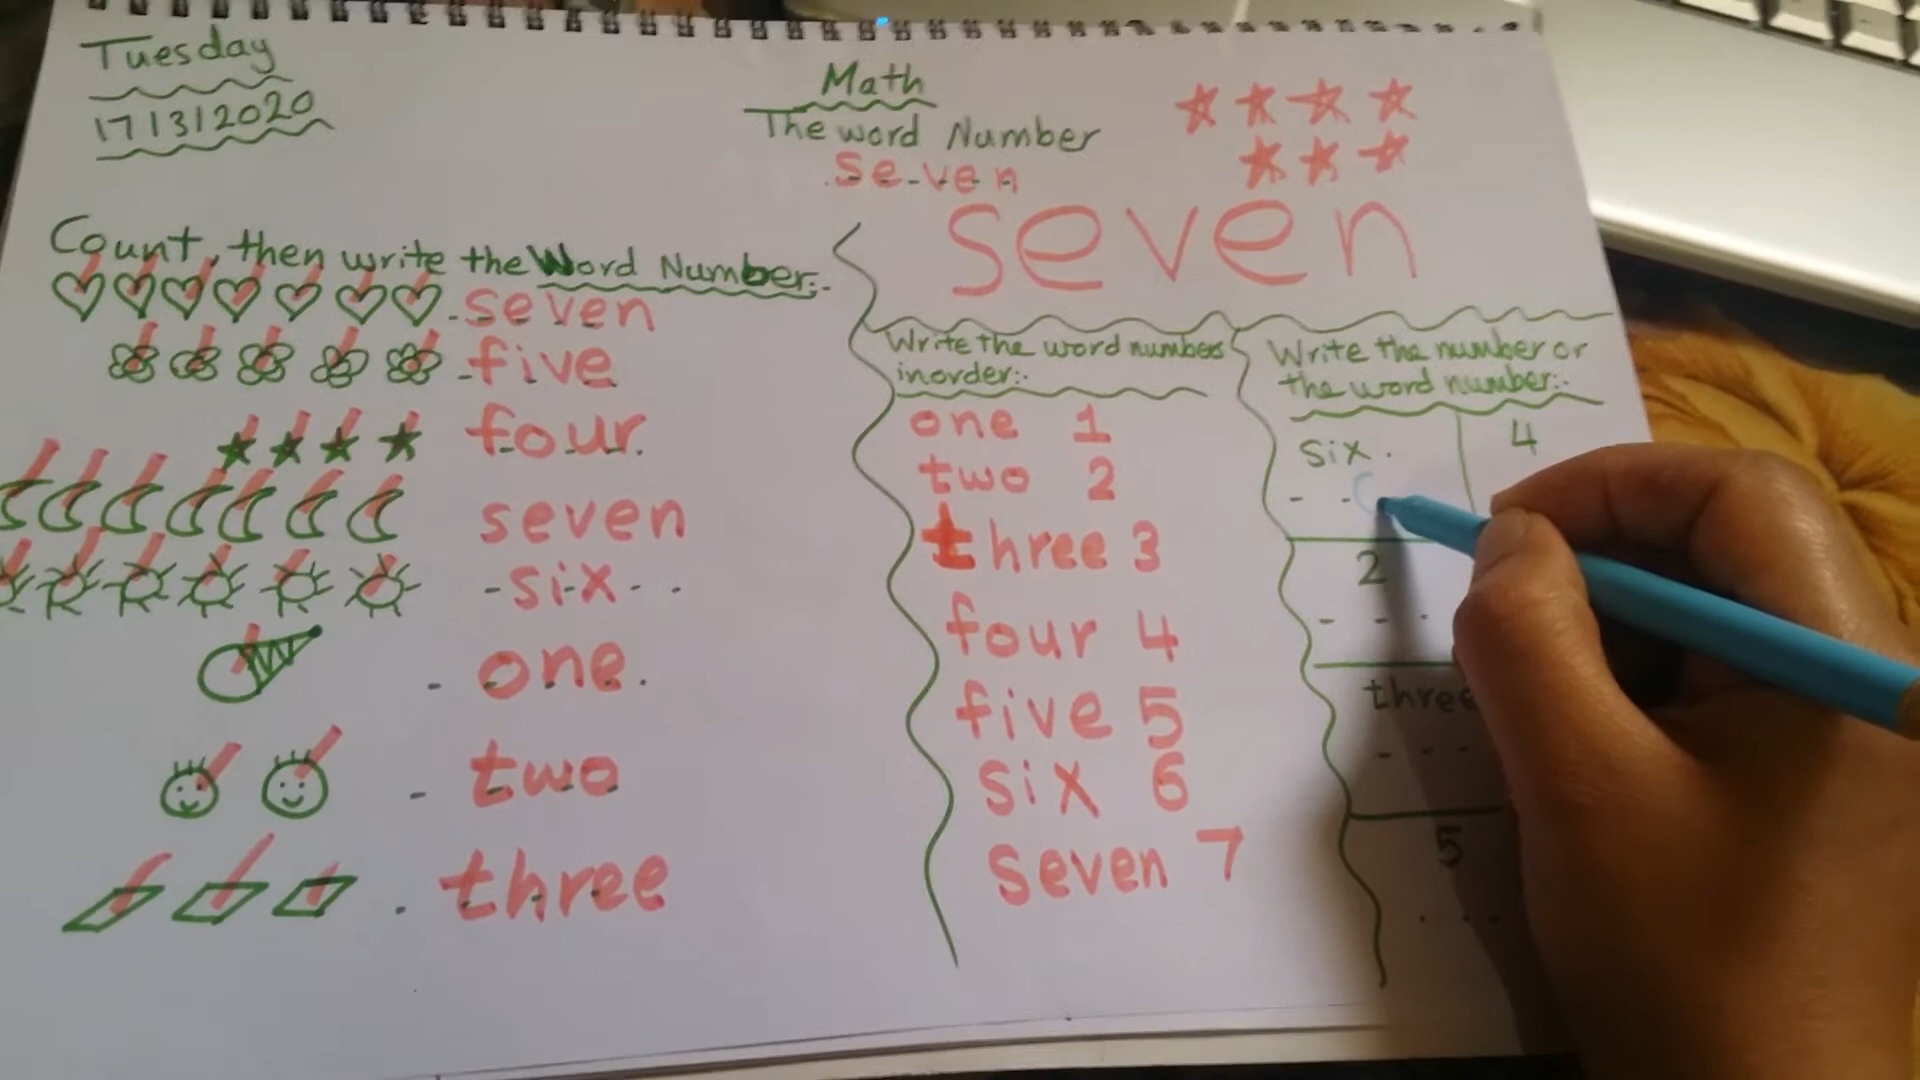 Tuesday
17/3/2020
Math
The word Number
seven
seven
Count, then write the Word Number:.
seven
five
four
seven
six
one
two
three
Write the word numbers
inorder:.
one 1
two 2
three 3
four 4
five 5
six 6
seven 7
Write the number or
the word number:.
six
4
2
three
5